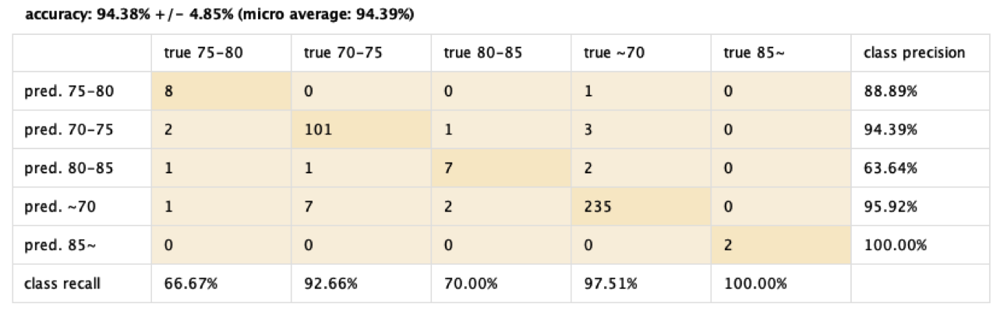 accuracy: 94.38% +/- 4.85% (micro average: 94.39%)
true 75-80 true 70-75 true 80-85 true ~70 true 85~ class precision
pred. 75-80 8 0 0 1 0 88.89%
pred. 70-75 2 101 1 3 0 94.39%
pred. 80-85 1 1 7 2 0 63.64%
pred. ~70 1 7 2 235 0 95.92%
pred. 85~ 0 0 0 0 2 100.00%
class recall 66.67% 92.66% 70.00% 97.51% 100.00%